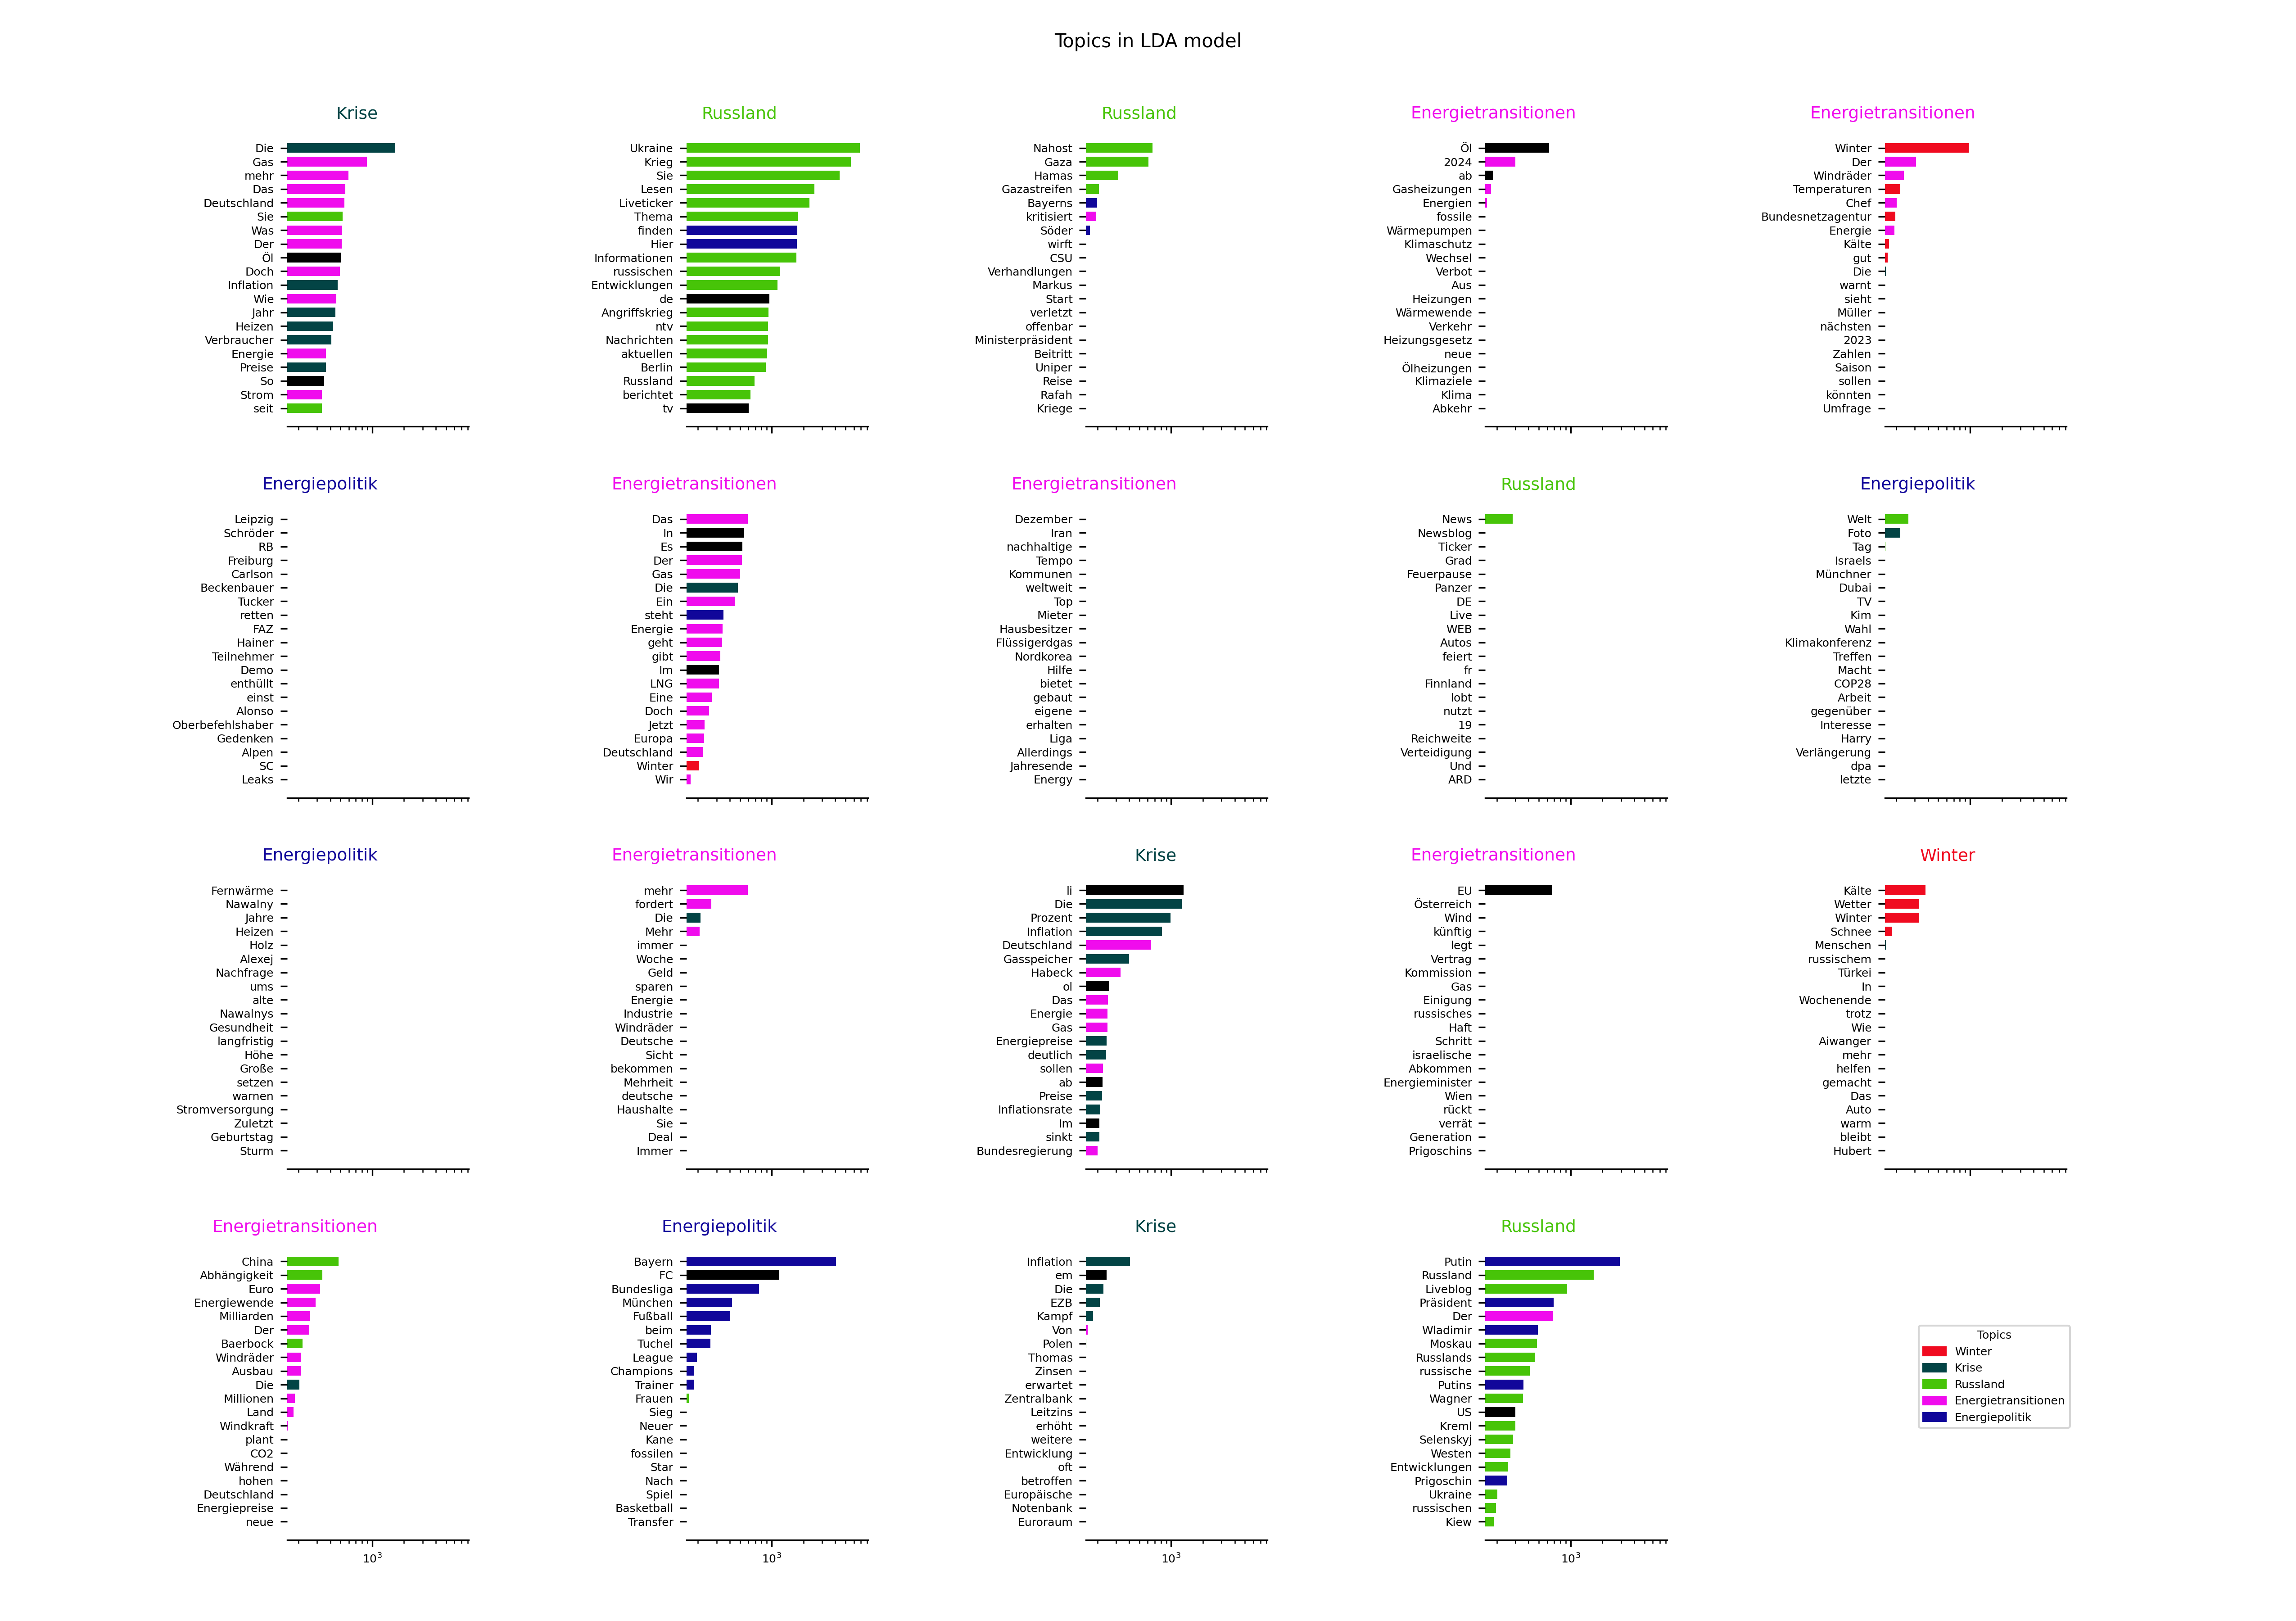 Topics in LDA model
Krise
Die
Gas
mehr
Das
Deutschland
Sie
Was
Der
Öl
Doch
Inflation
Wie
Jahr
Heizen
Verbraucher
Energie
Preise
So
Strom
seit
Russland
Ukraine
Krieg
Sie
Lesen
Liveticker
Thema
finden
Hier
Informationen
russischen
Entwicklungen
de
Angriffskrieg
ntv
Nachrichten
aktuellen
Berlin
Russland
berichtet
tv
Russland
Nahost
Gaza
Hamas
Gazastreifen
Bayerns
kritisiert
Söder
wirft
CSU
Verhandlungen
Markus
Start
verletzt
offenbar
Ministerpräsident
Beitritt
Uniper
Reise
Rafah
Kriege
Energietransitionen
Öl
2024
ab
Gasheizungen
Energien
fossile
Wärmepumpen
Klimaschutz
Wechsel
Verbot
Aus
Heizungen
Wärmewende
Verkehr
Heizungsgesetz
neue
Ölheizungen
Klimaziele
Klima
Abkehr
Energietransitionen
Winter
Der
Windräder
Temperaturen
Chef
Bundesnetzagentur
Energie
Kälte
gut
Die
warnt
sieht
Müller
nächsten
2023
Zahlen
Saison
sollen
könnten
Umfrage
Energiepolitik
Leipzig
Schröder
RB
Freiburg
Carlson
Beckenbauer
Tucker
retten
FAZ
Hainer
Teilnehmer
Demo
enthüllt
einst
Alonso
Oberbefehlshaber
Gedenken
Alpen
SC
Leaks
Energietransitionen
Das
In
Es
Der
Gas
Die
Ein
steht
Energie
geht
gibt
Im
LNG
Eine
Doch
Jetzt
Europa
Deutschland
Winter
Wir
Energietransitionen
Dezember
Iran
nachhaltige
Tempo
Kommunen
weltweit
Top
Mieter
Hausbesitzer
Flüssigerdgas
Nordkorea
Hilfe
bietet
gebaut
eigene
erhalten
Liga
Allerdings
Jahresende
Energy
Russland
News
Newsblog
Ticker
Grad
Feuerpause
Panzer
DE
Live
WEB
Autos
feiert
fr
Finnland
lobt
nutzt
19
Reichweite
Verteidigung
Und
ARD
Energiepolitik
Welt
Foto
Tag
Israels
Münchner
Dubai
TV
Kim
Wahl
Klimakonferenz
Treffen
Macht
COP28
Arbeit
gegenüber
Interesse
Harry
Verlängerung
dpa
letzte
Energiepolitik
Fernwärme
Nawalny
Jahre
Heizen
Holz
Alexej
Nachfrage
ums
alte
Nawalnys
Gesundheit
langfristig
Höhe
Große
setzen
warnen
Stromversorgung
Zuletzt
Geburtstag
Sturm
Energietransitionen
mehr
fordert
Die
Mehr
immer
Woche
Geld
sparen
Energie
Industrie
Windräder
Deutsche
Sicht
bekommen
Mehrheit
deutsche
Haushalte
Sie
Deal
Immer
Krise
li
Die
Prozent
Inflation
Deutschland
Gasspeicher
Habeck
ol
Das
Energie
Gas
Energiepreise
deutlich
sollen
ab
Preise
Inflationsrate
Im
sinkt
Bundesregierung
Energietransitionen
EU
Österreich
Wind
künftig
legt
Vertrag
Kommission
Gas
Einigung
russisches
Haft
Schritt
israelische
Abkommen
Energieminister
Wien
rückt
verrät
Generation
Prigoschins
Winter
Kälte
Wetter
Winter
Schnee
Menschen
russischem
Türkei
In
Wochenende
trotz
Wie
Aiwanger
mehr
helfen
gemacht
Das
Auto
warm
bleibt
Hubert
Energietransitionen
China
Abhängigkeit
Euro
Energiewende
Milliarden
Der
Baerbock
Windräder
Ausbau
Die
Millionen
Land
Windkraft
plant
CO2
Während
hohen
Deutschland
Energiepreise
neue
10³
Energiepolitik
Bayern
FC
Bundesliga
München
Fußball
beim
Tuchel
League
Champions
Trainer
Frauen
Sieg
Neuer
Kane
fossilen
Star
Nach
Spiel
Basketball
Transfer
10³
Krise
Inflation
em
Die
EZB
Kampf
Von
Polen
Thomas
Zinsen
erwartet
Zentralbank
Leitzins
erhöht
weitere
Entwicklung
oft
betroffen
Europäische
Notenbank
Euroraum
10³
Russland
Putin
Russland
Liveblog
Präsident
Der
Wladimir
Moskau
Russlands
russische
Putins
Wagner
US
Kreml
Selenskyj
Westen
Entwicklungen
Prigoschin
Ukraine
russischen
Kiew
10³
Topics
Winter
Krise
Russland
Energietransitionen
Energiepolitik